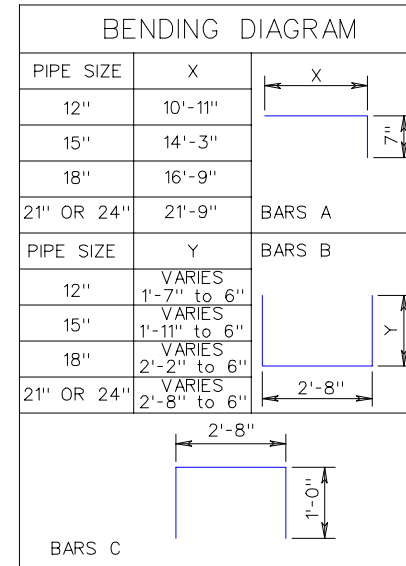 BENDING DIAGRAM
PIPE SIZE X
12" 10'-11"
15" 14'-3"
18" 16'-9"
21" OR 24" 21'-9"
X
7"
BARS A
PIPE SIZE Y
12" VARIES
1'-7" to 6"
15" VARIES
1'-11" to 6"
18" VARIES
2'-2" to 6"
21" OR 24" VARIES
2'-8" to 6"
BARS B
Y
2'-8"
2'-8"
1'-0"
BARS C